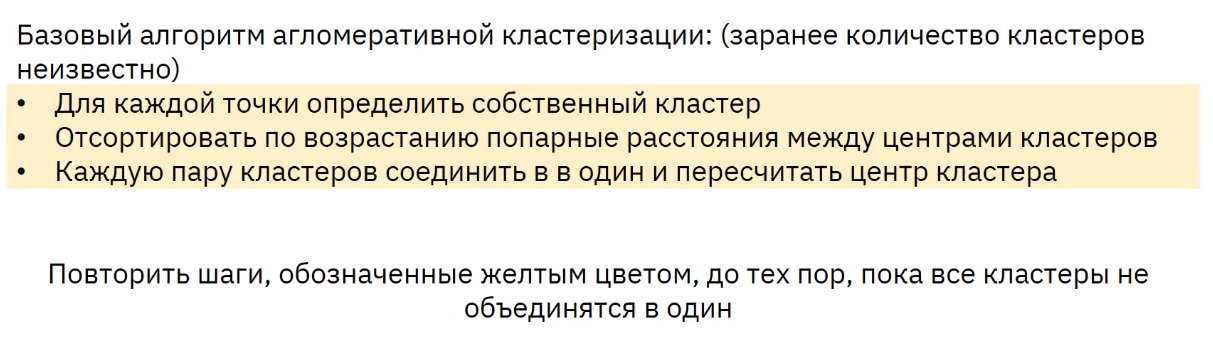 Базовый алгоритм агломеративной кластеризации: (заранее количество кластеров
неизвестно)
• Для каждой точки определить собственный кластер
• Отсортировать по возрастанию попарные расстояния между центрами кластеров
• Каждую пару кластеров соединить в в один и пересчитать центр кластера
Повторить шаги, обозначенные желтым цветом, до тех пор, пока все кластеры не
объединятся в один